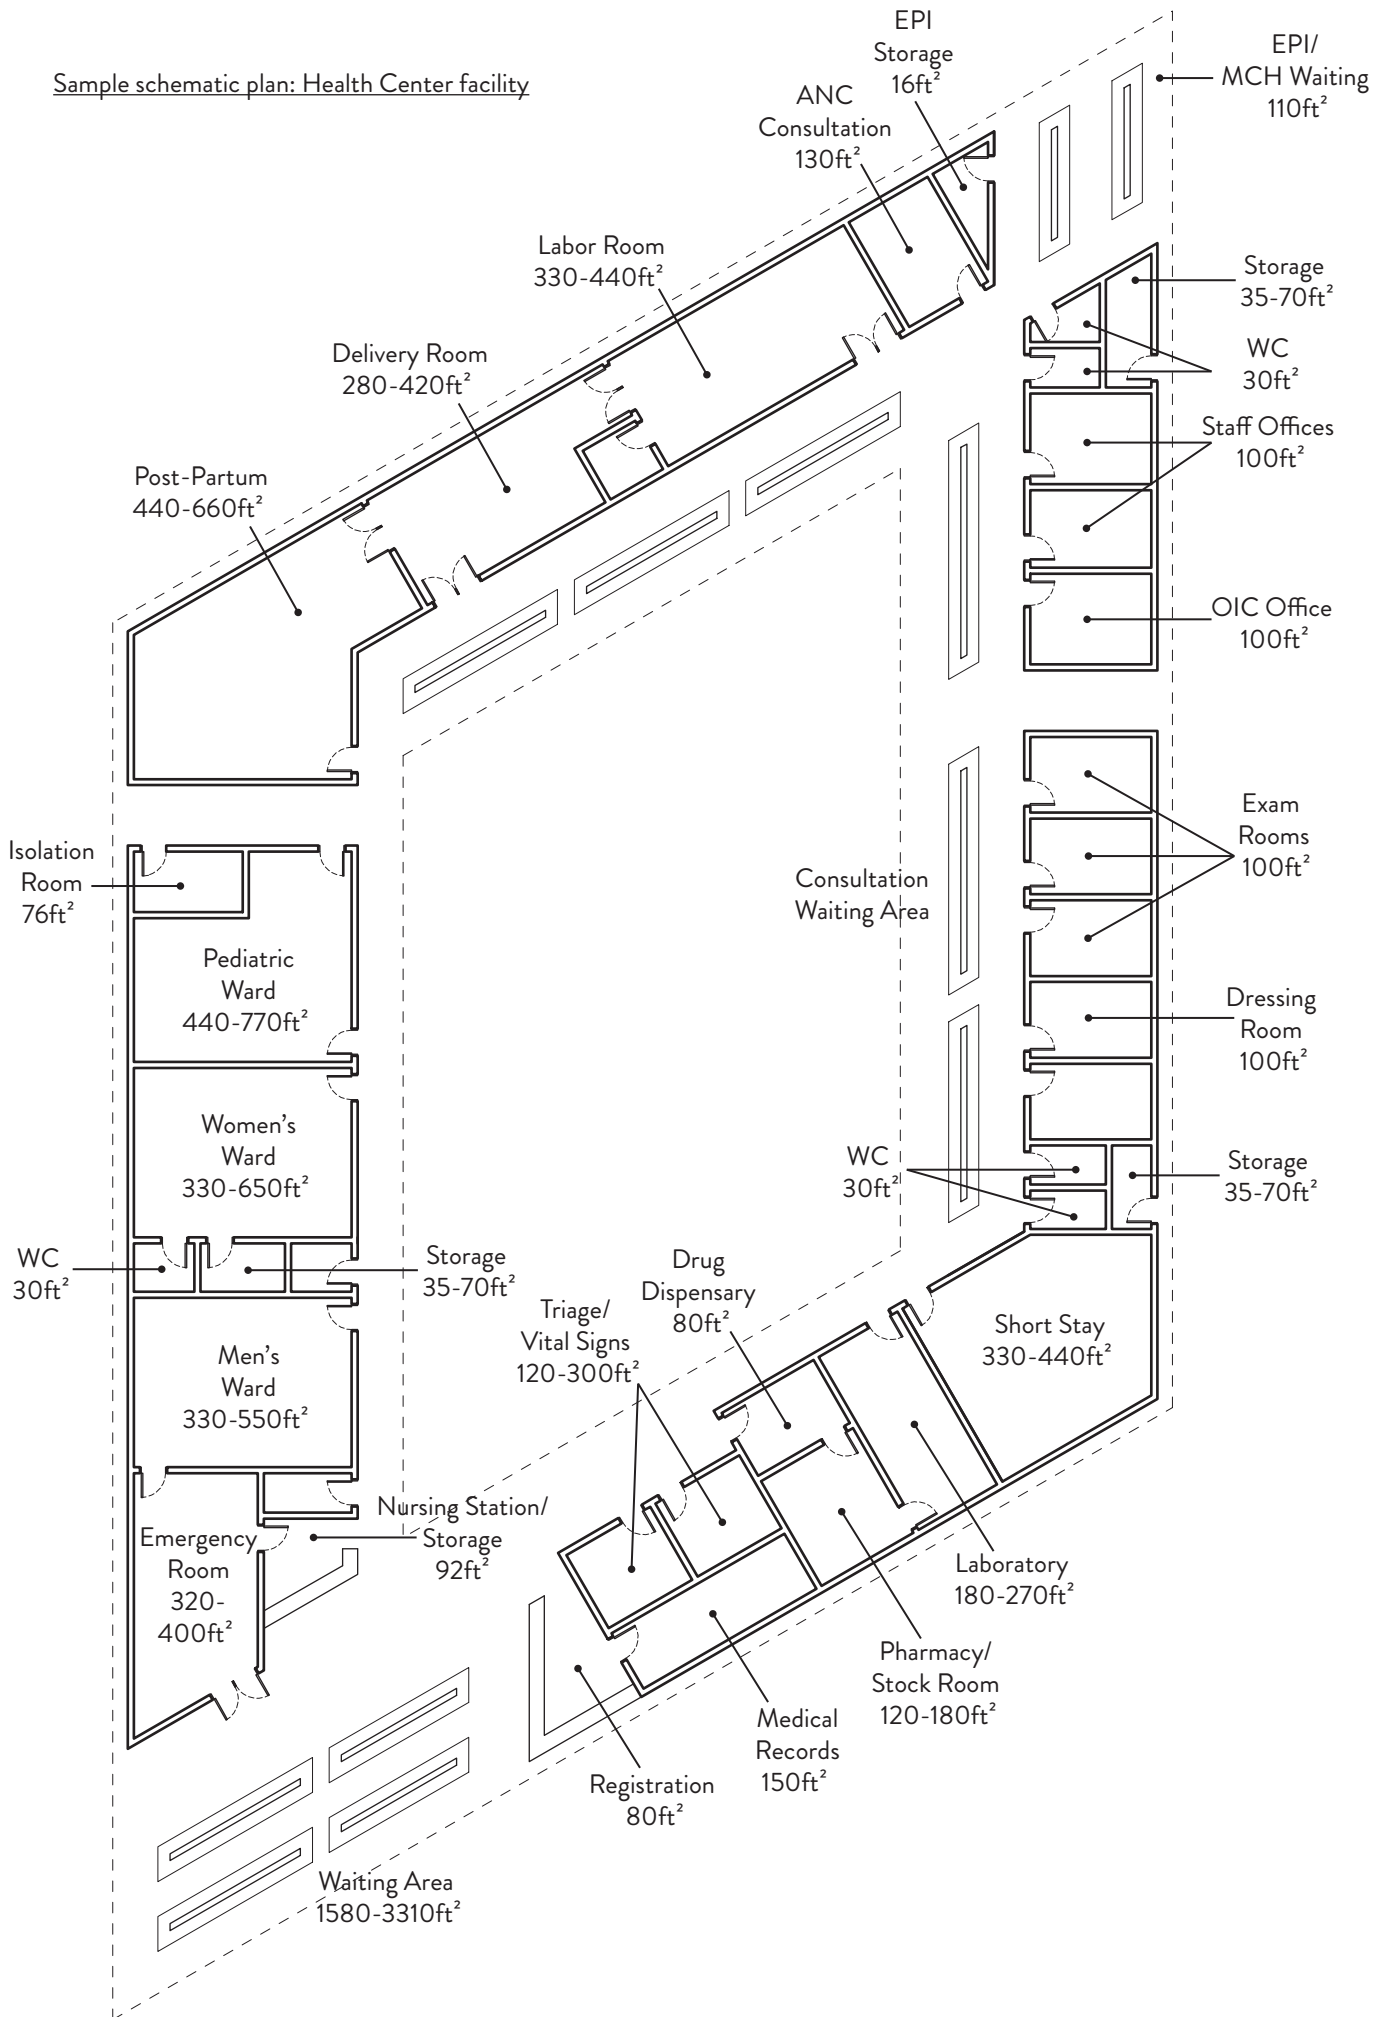 Sample schematic plan: Health Center facility
EPI
Storage
16ft²
EPI/
MCH Waiting
110ft²
ANC
Consultation
130ft²
Labor Room
330-440ft²
Storage
35-70ft²
Delivery Room
280-420ft²
WC
30ft²
Staff Offices
100ft²
Post-Partum
440-660ft²
OIC Office
100ft²
Isolation
Room
76ft²
Exam
Rooms
100ft²
Consultation
Waiting Area
Pediatric
Ward
440-770ft²
Dressing
Room
100ft²
Women's
Ward
330-650ft²
WC
30ft²
Storage
35-70ft²
WC
30ft²
Storage
35-70ft²
Drug
Dispensary
80ft²
Triage/
Vital Signs
120-300ft²
Short Stay
330-440ft²
Men's
Ward
330-550ft²
Nursing Station/
Storage
92ft²
Emergency
Room
320-
400ft²
Laboratory
180-270ft²
Pharmacy/
Stock Room
120-180ft²
Medical
Records
150ft²
Registration
80ft²
Waiting Area
1580-3310ft²